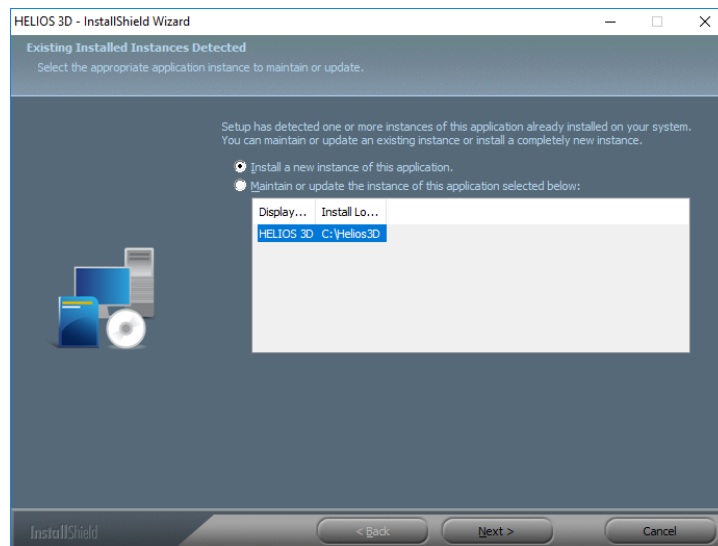 HELIOS 3D - InstallShield Wizard
Existing Installed Instances Detected
Select the appropriate application instance to maintain or update.
Setup has detected one or more instances of this application already installed on your system.
You can maintain or update an existing instance or install a completely new instance.
Install a new instance of this application.
Maintain or update the instance of this application selected below:
Display... Install Lo...
HELIOS 3D C:\Helios3D
InstallShield
< Back Next > Cancel